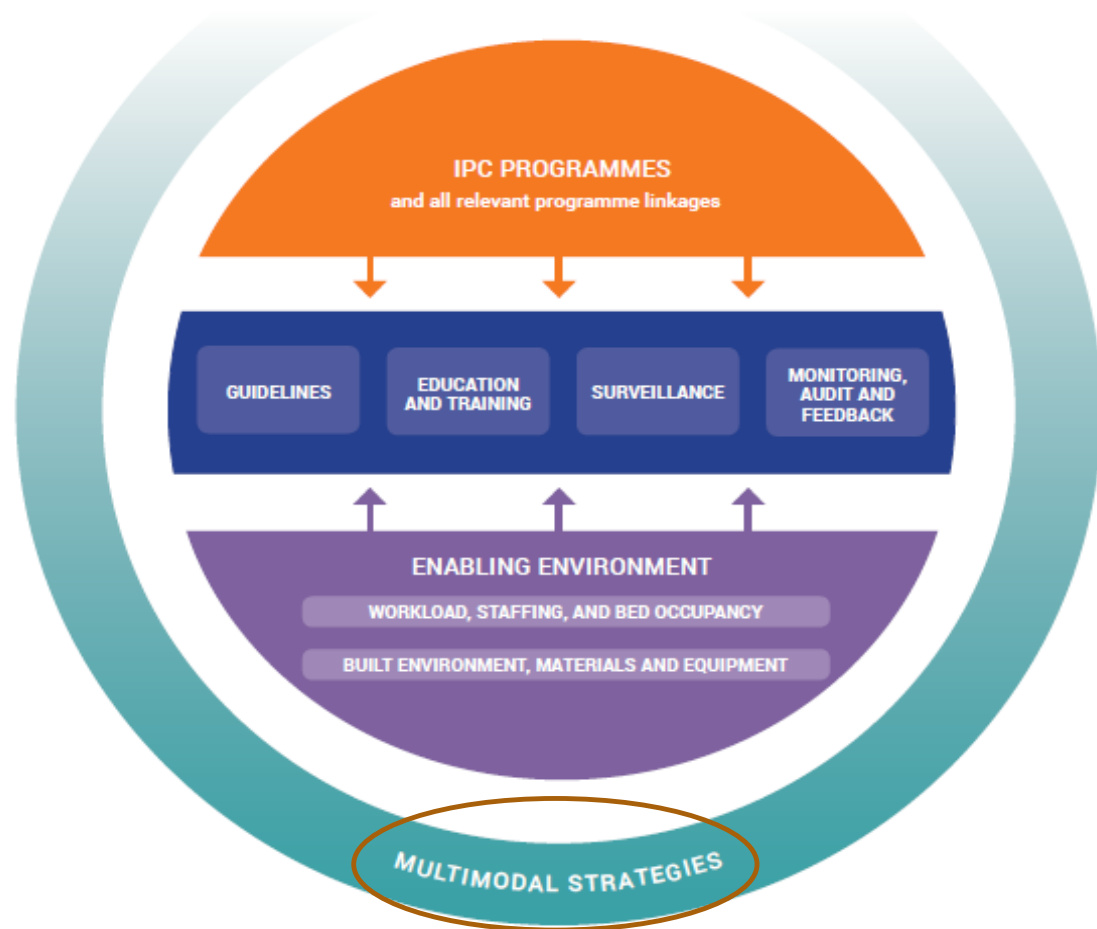 IPC PROGRAMMES
and all relevant programme linkages
GUIDELINES
EDUCATION
AND TRAINING
SURVEILLANCE
MONITORING,
AUDIT AND
FEEDBACK
ENABLING ENVIRONMENT
WORKLOAD, STAFFING, AND BED OCCUPANCY
BUILT ENVIRONMENT, MATERIALS AND EQUIPMENT
MULTIMODAL STRATEGIES